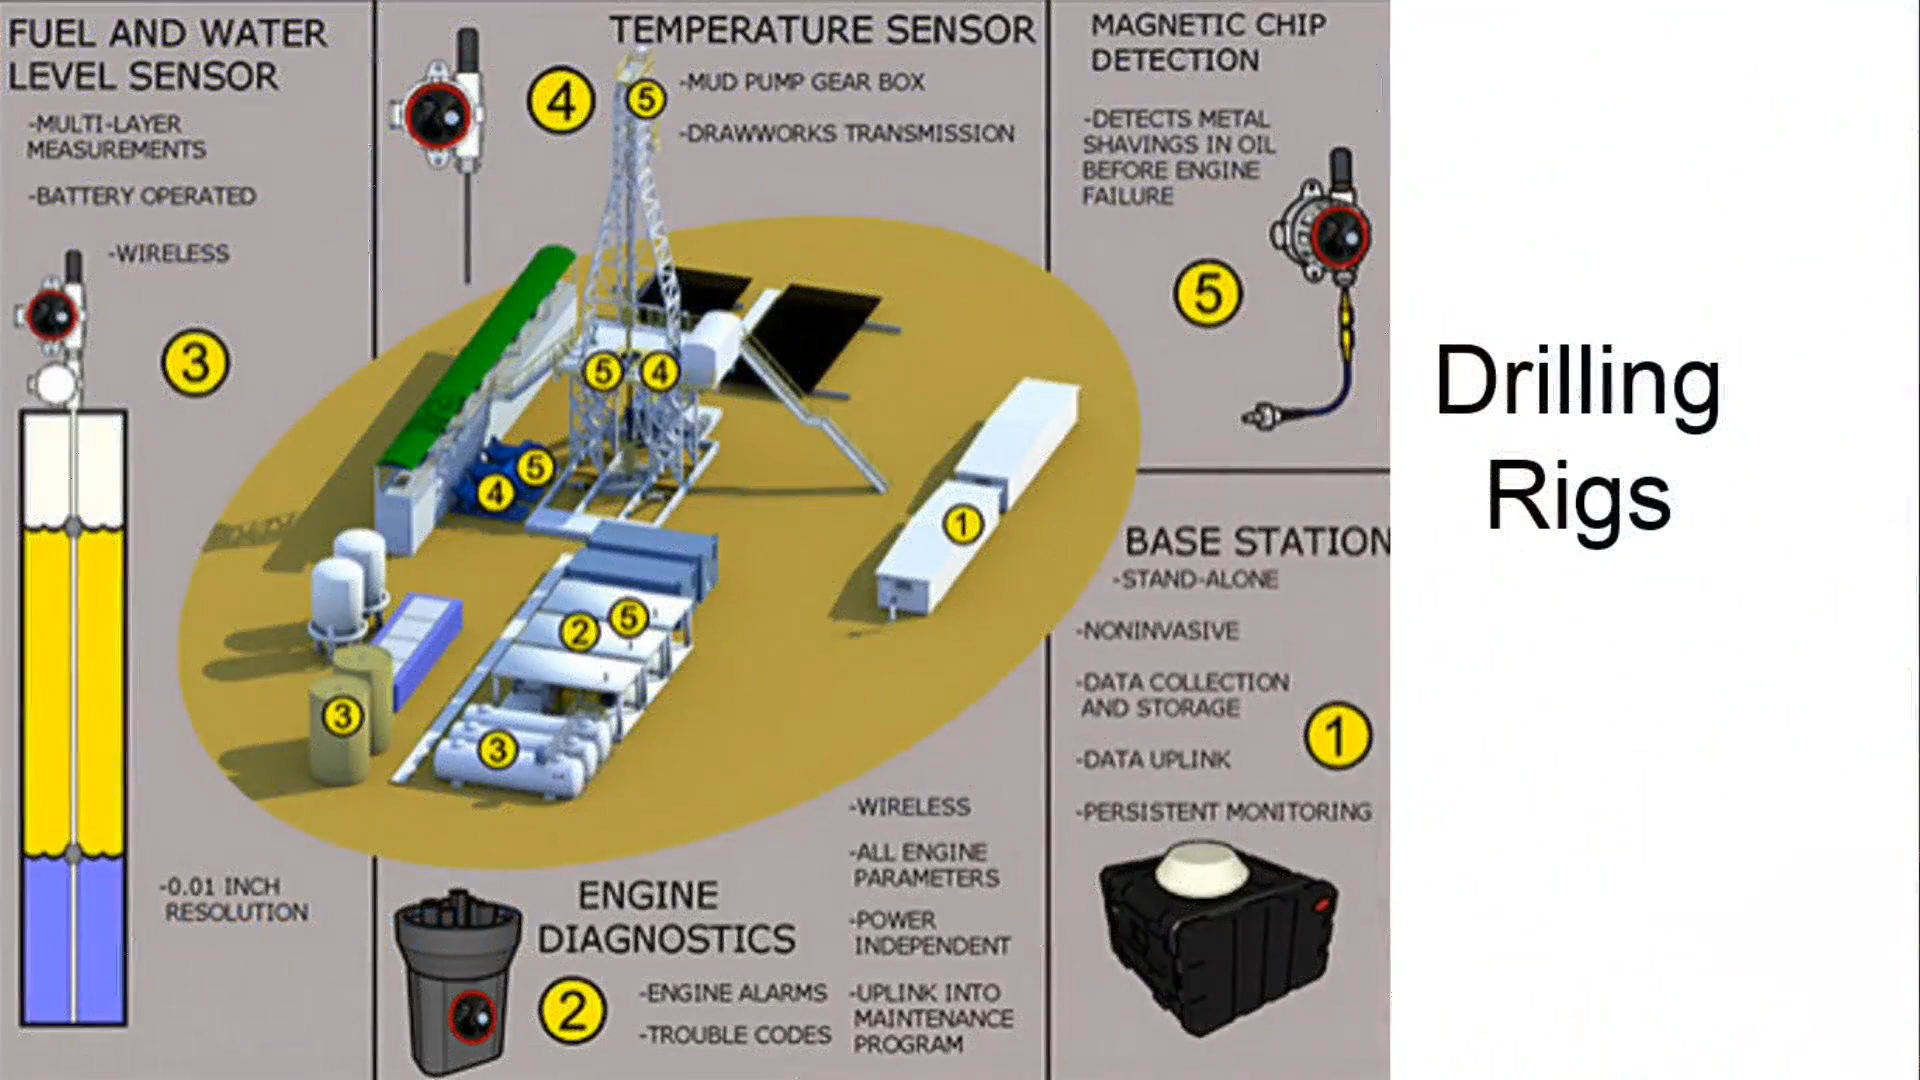 FUEL AND WATER
LEVEL SENSOR
-MULTI-LAYER
MEASUREMENTS
-BATTERY OPERATED
-WIRELESS
3
-0.01 INCH
RESOLUTION
TEMPERATURE SENSOR
4
-MUD PUMP GEAR BOX
-DRAWWORKS TRANSMISSION
5
5
4
5
4
1
2
5
3
3
MAGNETIC CHIP
DETECTION
-DETECTS METAL
SHAVINGS IN OIL
BEFORE ENGINE
FAILURE
5
BASE STATION
-STAND-ALONE
-NONINVASIVE
-DATA COLLECTION
AND STORAGE
1
-DATA UPLINK
-PERSISTENT MONITORING
ENGINE
DIAGNOSTICS
2
-ENGINE ALARMS
-TROUBLE CODES
-WIRELESS
-ALL ENGINE
PARAMETERS
-POWER
INDEPENDENT
-UPLINK INTO
MAINTENANCE
PROGRAM
Drilling
Rigs